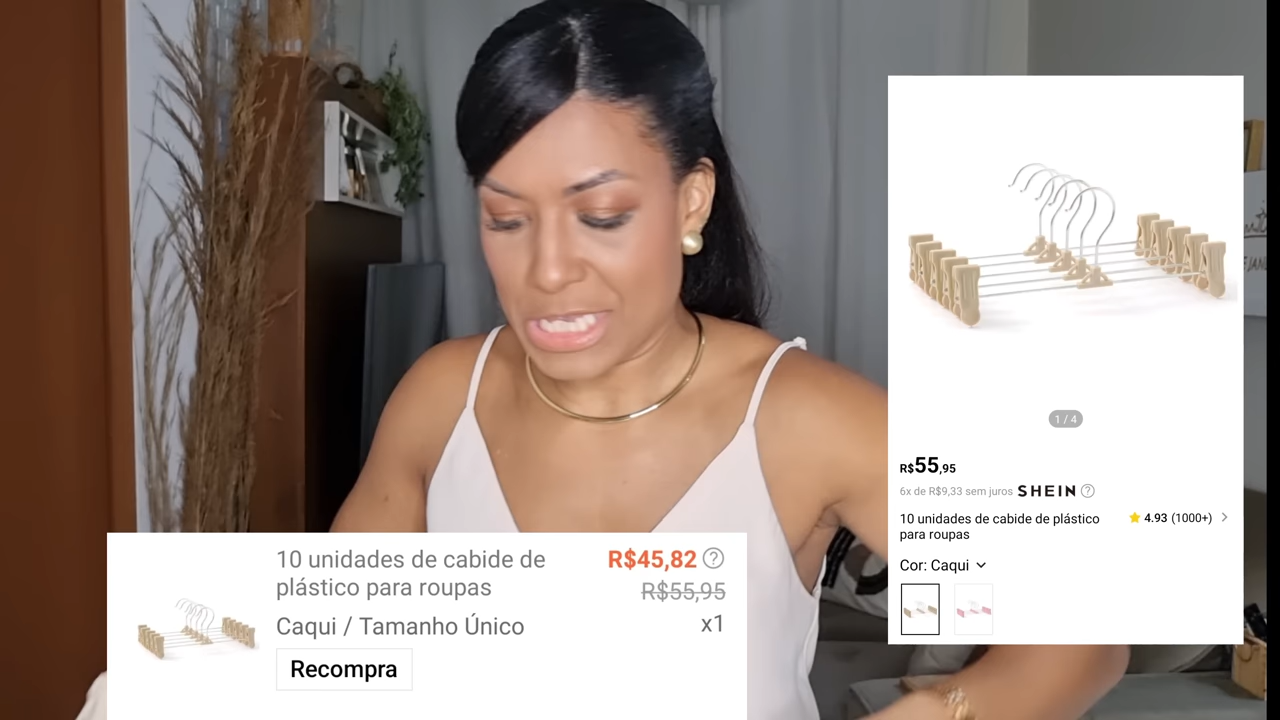 10 unidades de cabide de
plástico para roupas
R$45,82
R$55,95
Caqui / Tamanho Único
x1
Recompra
1 / 4
R$55,95
6x de R$9,33 sem juros SHEIN
10 unidades de cabide de plástico
para roupas
4.93 (1000+)
Cor: Caqui